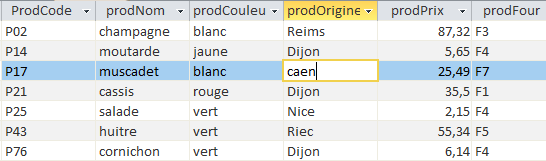 ProdCode prodNom prodCouleu prodOrigine prodPrix prodFour
P02 champagne blanc Reims 87,32 F3
P14 moutarde jaune Dijon 5,65 F4
P17 muscadet blanc caen 25,49 F7
P21 cassis rouge Dijon 35,5 F1
P25 salade vert Nice 2,15 F4
P43 huitre vert Riec 55,34 F5
P76 cornichon vert Dijon 6,14 F4